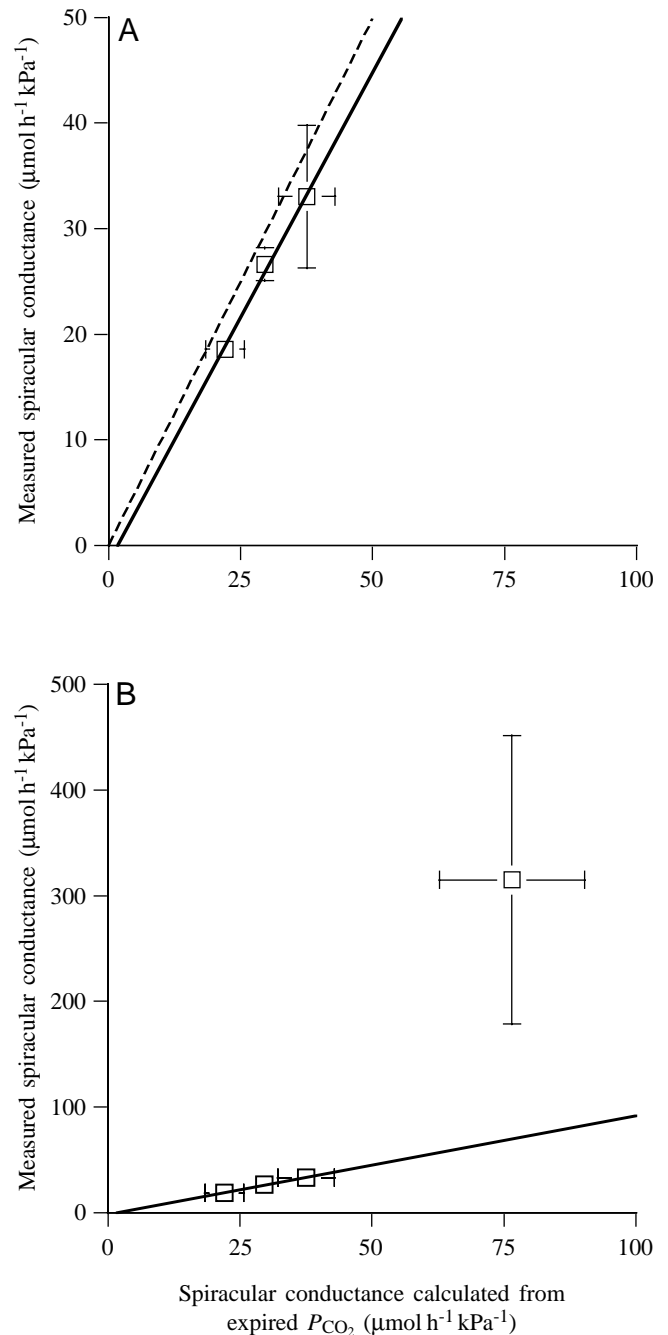 A
Measured spiracular conductance (μmol h-1 kPa-1)
50
40
30
20
10
0
0 25 50 75 100
B
Measured spiracular conductance (μmol h-1 kPa-1)
500
400
300
200
100
0
0 25 50 75 100
Spiracular conductance calculated from
expired PCO2 (μmol h-1 kPa-1)